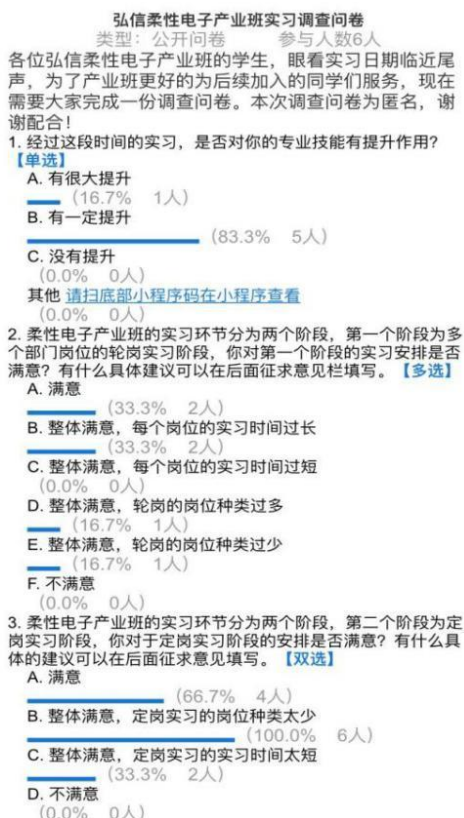 弘信柔性电子产业班实习调查问卷
类型：公开问卷 参与人数6人
各位弘信柔性电子产业班的学生，眼看实习日期临近尾
声，为了产业班更好的为后续加入的同学们服务，现在
需要大家完成一份调查问卷。本次调查问卷为匿名，谢
谢配合！
1. 经过这段时间的实习，是否对你的专业技能有提升作用？
【单选】
A. 有很大提升
（16.7% 1人）
B. 有一定提升
（83.3% 5人）
C. 没有提升
（0.0% 0人）
其他 请扫底部小程序码在小程序查看
（0.0% 0人）
2. 柔性电子产业班的实习环节分为两个阶段，第一个阶段为多
个部门岗位的轮岗实习阶段，你对第一个阶段的实习安排是否
满意？有什么具体建议可以在后面征求意见栏填写。【多选】
A. 满意
（33.3% 2人）
B. 整体满意，每个岗位的实习时间过长
（33.3% 2人）
C. 整体满意，每个岗位的实习时间过短
（0.0% 0人）
D. 整体满意，轮岗的岗位种类过多
（16.7% 1人）
E. 整体满意，轮岗的岗位种类过少
（16.7% 1人）
F. 不满意
（0.0% 0人）
3. 柔性电子产业班的实习环节分为两个阶段，第二个阶段为定
岗实习阶段，你对于定岗实习阶段的安排是否满意？有什么具
体的建议可以在后面征求意见填写。【双选】
A. 满意
（66.7% 4人）
B. 整体满意，定岗实习的岗位种类太少
（100.0% 6人）
C. 整体满意，定岗实习的实习时间太短
（33.3% 2人）
D. 不满意
（0.0% 0人）